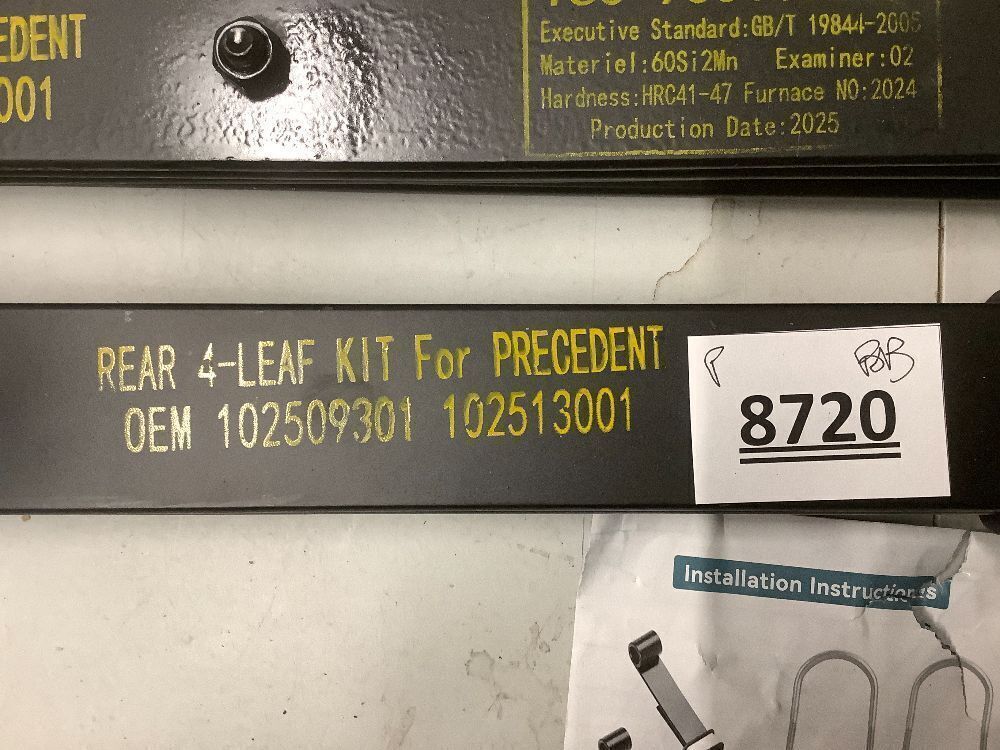 EDENT
001
Executive Standard:GB/T 19844-2005
Materiel:60Si2Mn Examiner:02
Hardness:HRC41-47 Furnace NO:2024
Production Date:2025
REAR 4-LEAF KIT For PRECEDENT
OEM 102509301 102513001
P BAB
8720
Installation Instructions